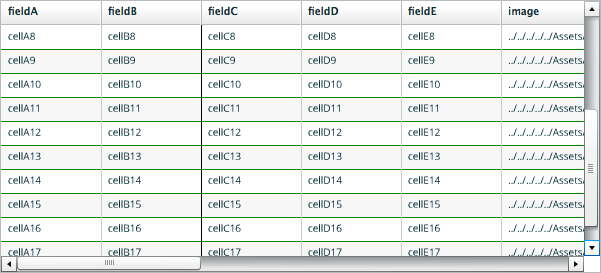 fieldA fieldB fieldC fieldD fieldE image
cellA8 cellB8 cellC8 cellD8 cellE8 ../../../../../Assets/
cellA9 cellB9 cellC9 cellD9 cellE9 ../../../../../Assets/
cellA10 cellB10 cellC10 cellD10 cellE10 ../../../../../Assets/
cellA11 cellB11 cellC11 cellD11 cellE11 ../../../../../Assets/
cellA12 cellB12 cellC12 cellD12 cellE12 ../../../../../Assets/
cellA13 cellB13 cellC13 cellD13 cellE13 ../../../../../Assets/
cellA14 cellB14 cellC14 cellD14 cellE14 ../../../../../Assets/
cellA15 cellB15 cellC15 cellD15 cellE15 ../../../../../Assets/
cellA16 cellB16 cellC16 cellD16 cellE16 ../../../../../Assets/
cellA17 cellB17 cellC17 cellD17 cellE17 ../../../../../Assets/